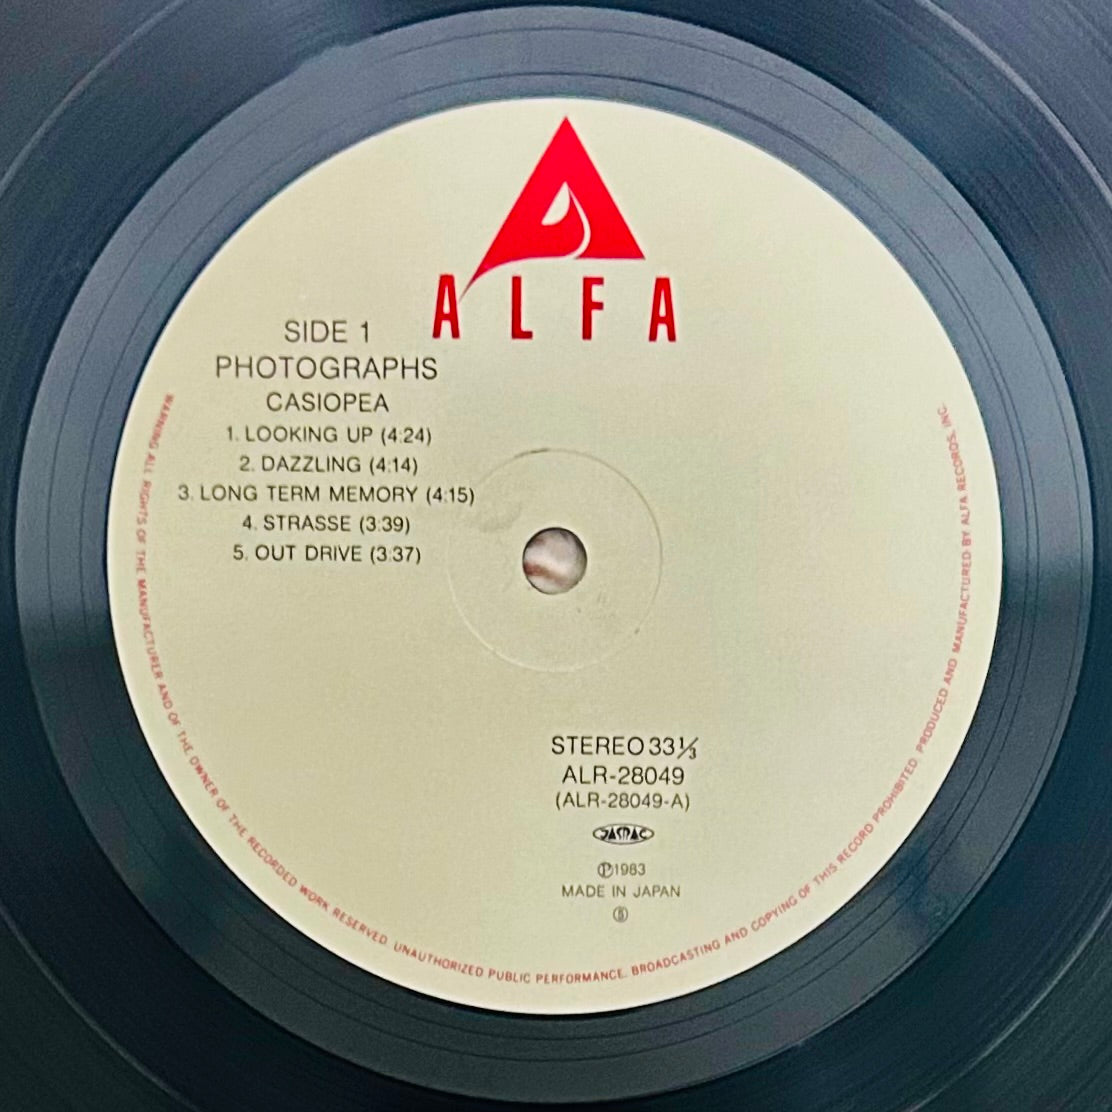 ALFA
SIDE 1
PHOTOGRAPHS
CASIOPEA
1. LOOKING UP (4:24)
2. DAZZLING (4:14)
3. LONG TERM MEMORY (4:15)
4. STRASSE (3:39)
5. OUT DRIVE (3:37)
STEREO 33⅓
ALR-28049
(ALR-28049-A)
JASRAC
Ⓟ1983
MADE IN JAPAN
WARNING: ALL RIGHTS OF THE MANUFACTURER AND OF THE OWNER OF THE RECORDED WORK RESERVED. UNAUTHORIZED PUBLIC PERFORMANCE, BROADCASTING AND COPYING OF THIS RECORD PROHIBITED. PRODUCED AND MANUFACTURED BY ALFA RECORDS, INC.